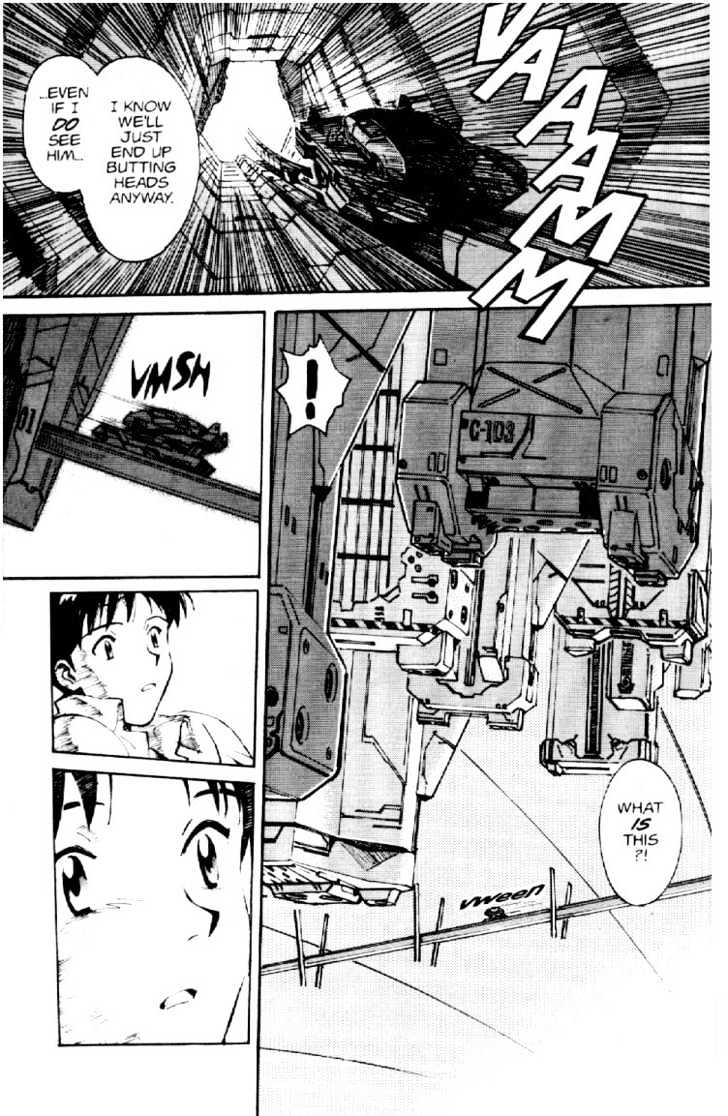 ...EVEN
IF I
DO
SEE
HIM...
I KNOW
WE'LL
JUST
END UP
BUTTING
HEADS
ANYWAY.
VAAAMM
01
VMSH
!
C-103
WHAT
IS
THIS
?!
vween